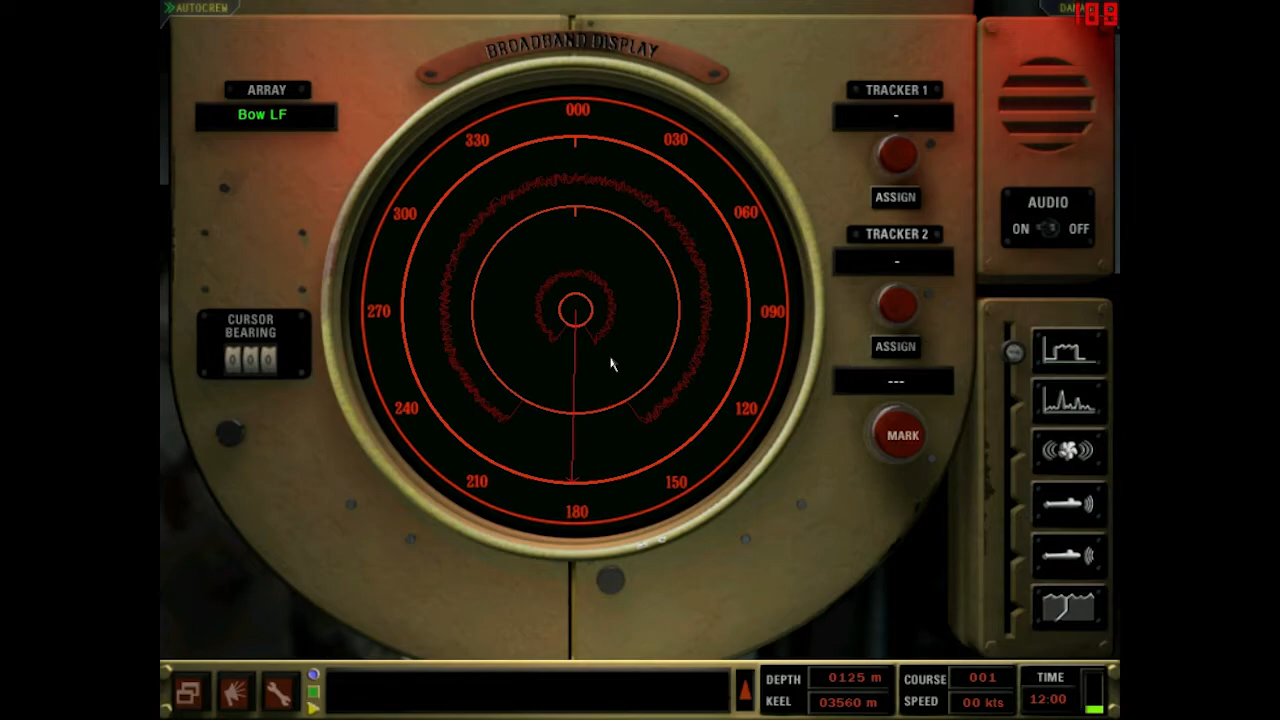 AUTOCREW
188
BROADBAND DISPLAY
ARRAY
Bow LF
TRACKER 1
-
ASSIGN
TRACKER 2
-
ASSIGN
---
MARK
AUDIO
ON OFF
CURSOR
BEARING
000
000
030
060
090
120
150
180
210
240
270
300
330
DEPTH 0125 m
KEEL 03560 m
COURSE 001
SPEED 00 kts
TIME
12:00